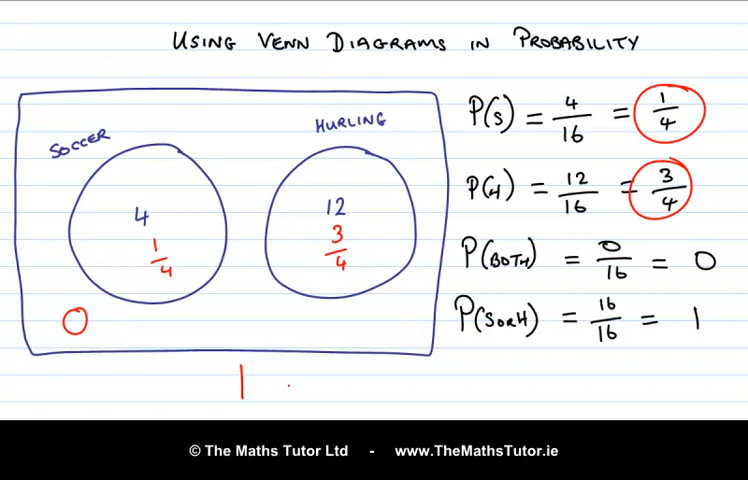 USING VENN DIAGRAMS IN PROBABILITY
SOCCER
HURLING
4
1/4
12
3/4
0
1
P(S) = 4/16 = 1/4
P(H) = 12/16 = 3/4
P(BOTH) = 0/16 = 0
P(S OR H) = 16/16 = 1
© The Maths Tutor Ltd - www.TheMathsTutor.ie